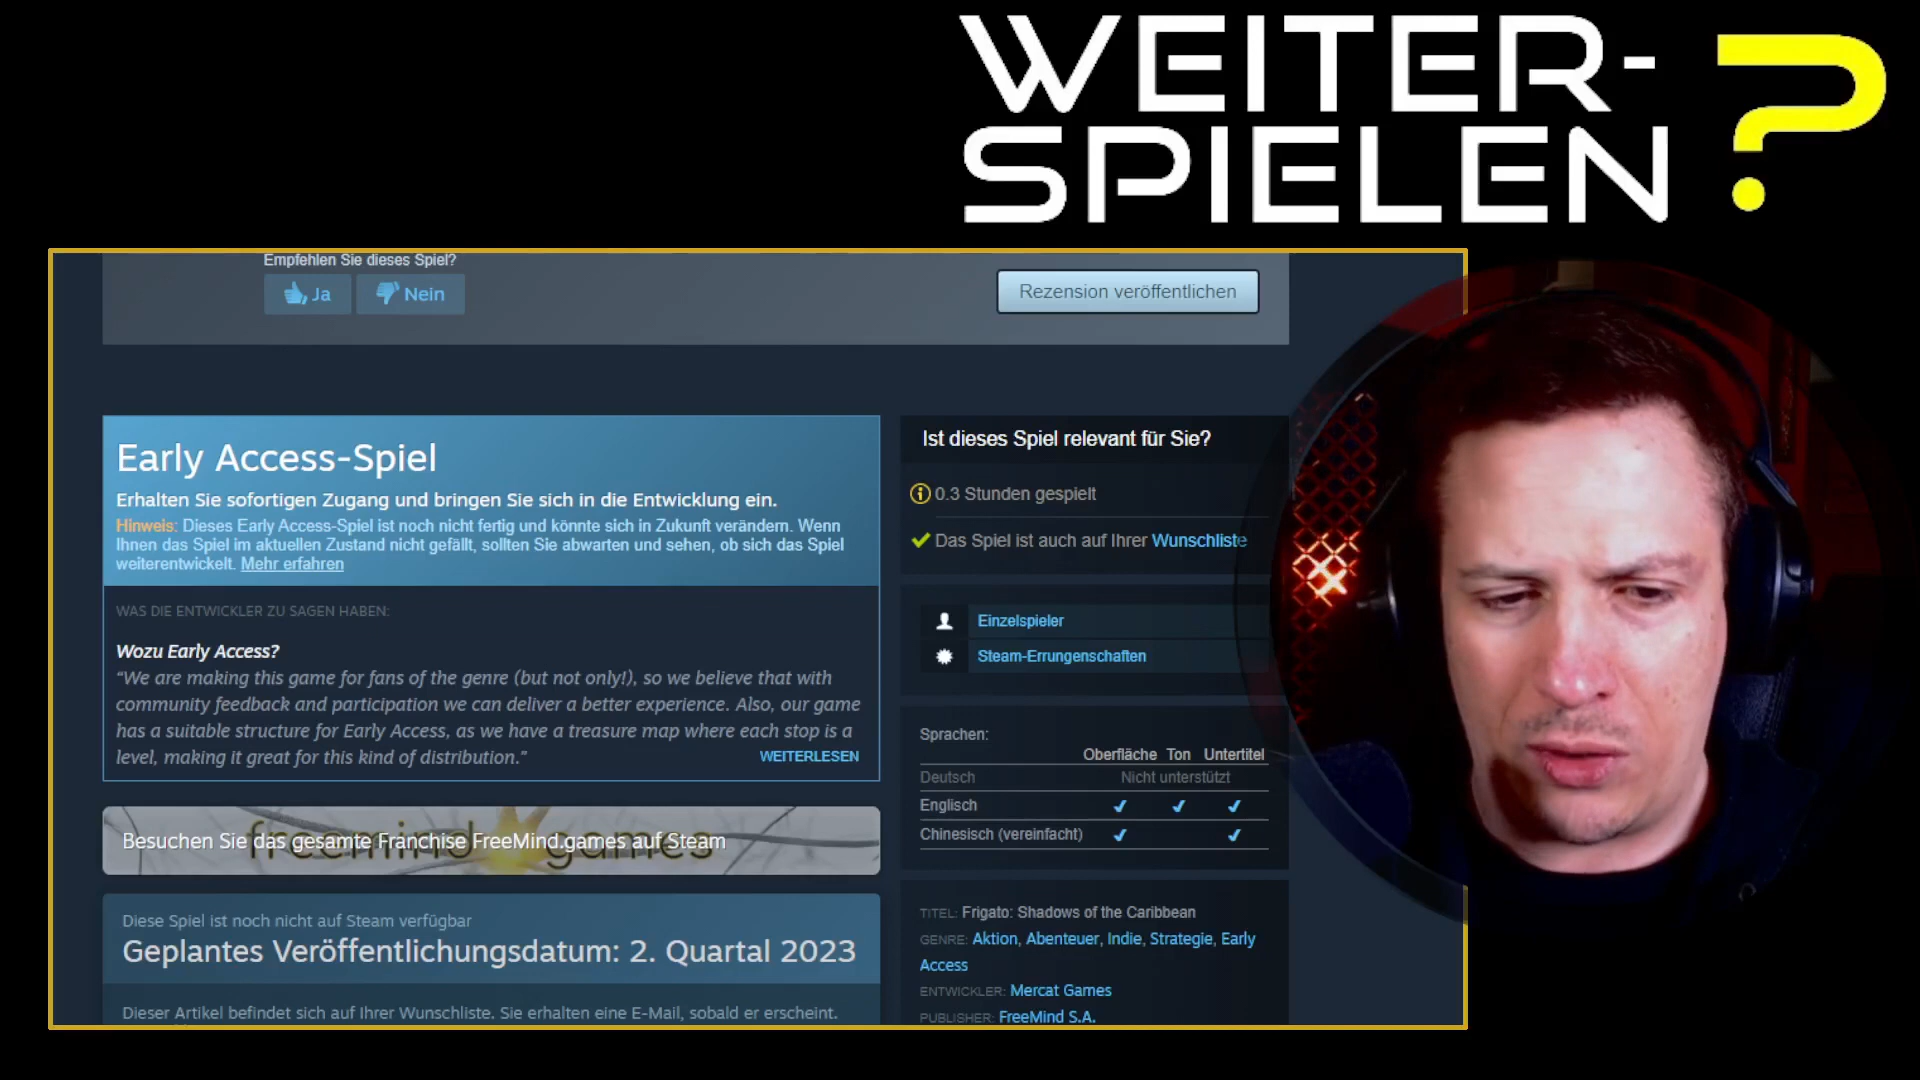 WEITER-
SPIELEN?
Empfehlen Sie dieses Spiel?
Ja
Nein
Rezension veröffentlichen
Early Access-Spiel
Erhalten Sie sofortigen Zugang und bringen Sie sich in die Entwicklung ein.
Hinweis: Dieses Early Access-Spiel ist noch nicht fertig und könnte sich in Zukunft verändern. Wenn
Ihnen das Spiel im aktuellen Zustand nicht gefällt, sollten Sie abwarten und sehen, ob sich das Spiel
weiterentwickelt. Mehr erfahren
WAS DIE ENTWICKLER ZU SAGEN HABEN:
Wozu Early Access?
“We are making this game for fans of the genre (but not only!), so we believe that with
community feedback and participation we can deliver a better experience. Also, our game
has a suitable structure for Early Access, as we have a treasure map where each stop is a
level, making it great for this kind of distribution.”
WEITERLESEN
freemind games
Besuchen Sie das gesamte Franchise FreeMind.games auf Steam
Diese Spiel ist noch nicht auf Steam verfügbar
Geplantes Veröffentlichungsdatum: 2. Quartal 2023
Dieser Artikel befindet sich auf Ihrer Wunschliste. Sie erhalten eine E-Mail, sobald er erscheint.
Ist dieses Spiel relevant für Sie?
0.3 Stunden gespielt
Das Spiel ist auch auf Ihrer Wunschliste
Einzelspieler
Steam-Errungenschaften
Sprachen:
Oberfläche Ton Untertitel
Deutsch Nicht unterstützt
Englisch ✔ ✔ ✔
Chinesisch (vereinfacht) ✔ ✔
TITEL: Frigato: Shadows of the Caribbean
GENRE: Aktion, Abenteuer, Indie, Strategie, Early
Access
ENTWICKLER: Mercat Games
PUBLISHER: FreeMind S.A.